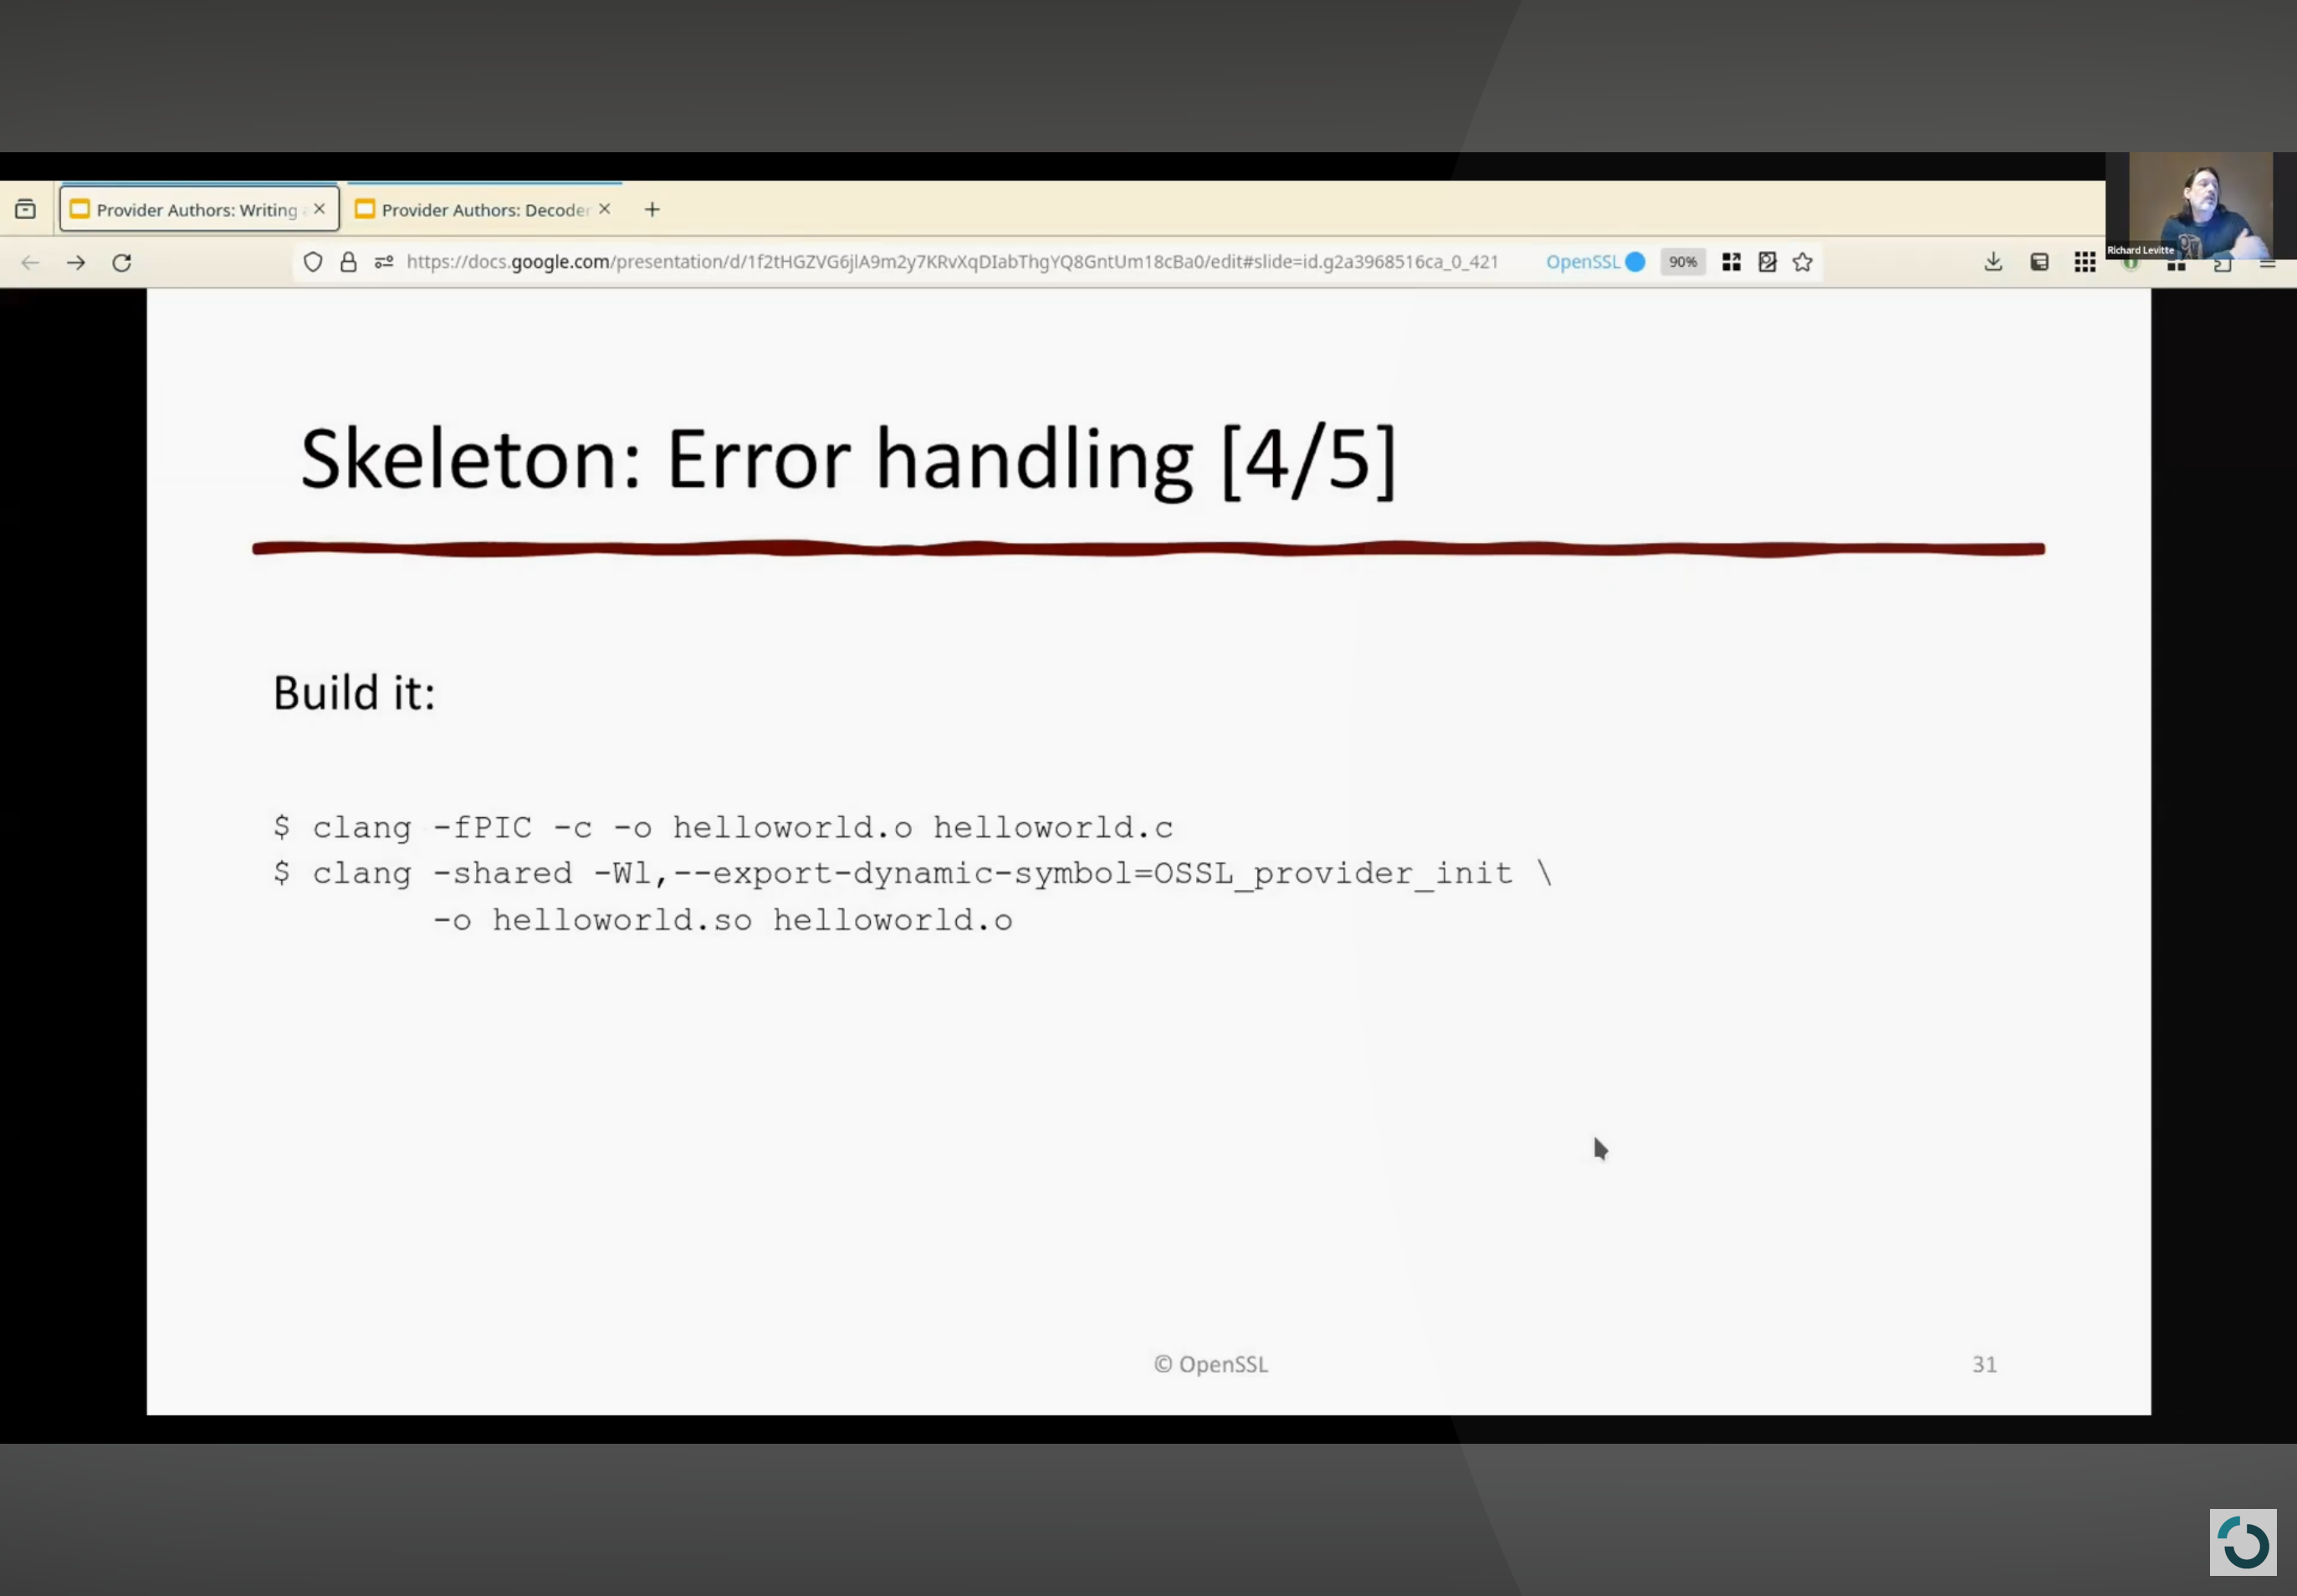 Provider Authors: Writing
Provider Authors: Decoder
Richard Levitte
https://docs.google.com/presentation/d/1f2tHGZVG6jlA9m2y7KRvXqDIabThgYQ8GntUm18cBa0/edit#slide=id.g2a3968516ca_0_421
OpenSSL
90%
Skeleton: Error handling [4/5]
Build it:
$ clang -fPIC -c -o helloworld.o helloworld.c
$ clang -shared -Wl,--export-dynamic-symbol=OSSL_provider_init \
-o helloworld.so helloworld.o
© OpenSSL
31